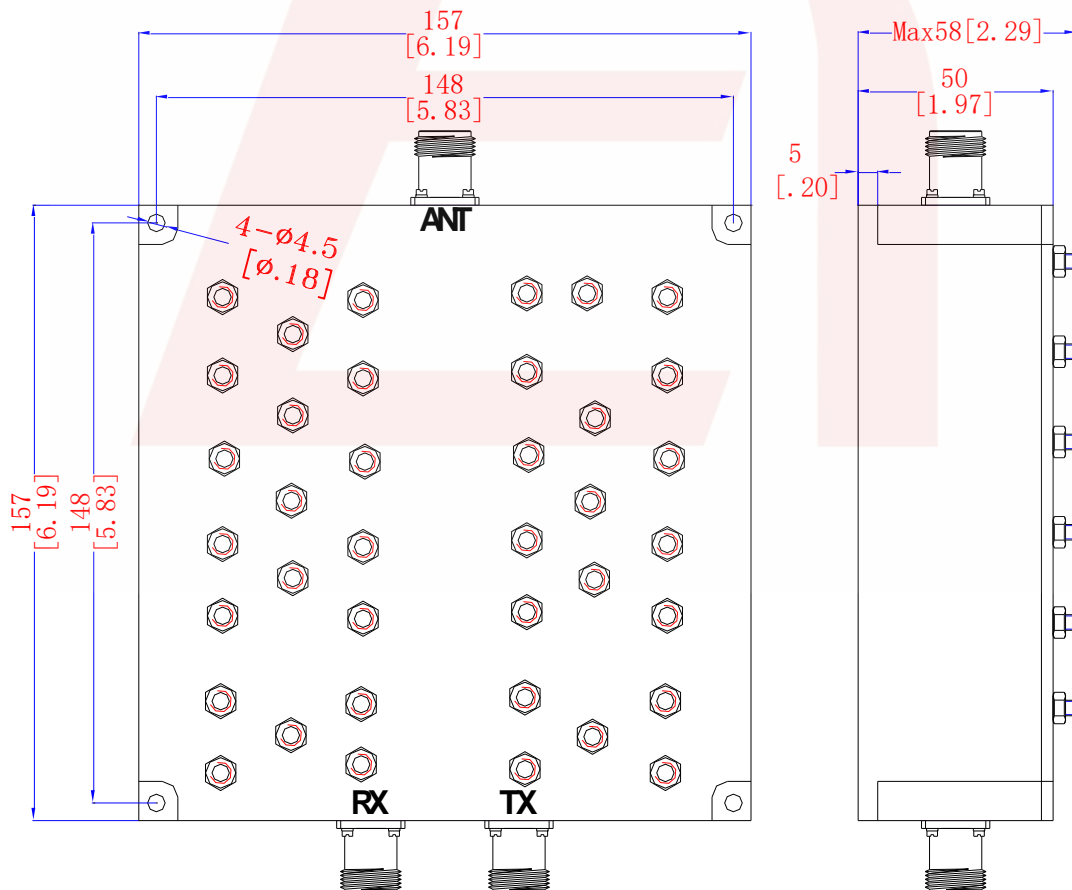 157
[6.19]
148
[5.83]
Max58[2.29]
50
[1.97]
5
[.20]
ANT
4-ø4.5
[ø.18]
157
[6.19]
148
[5.83]
RX
TX